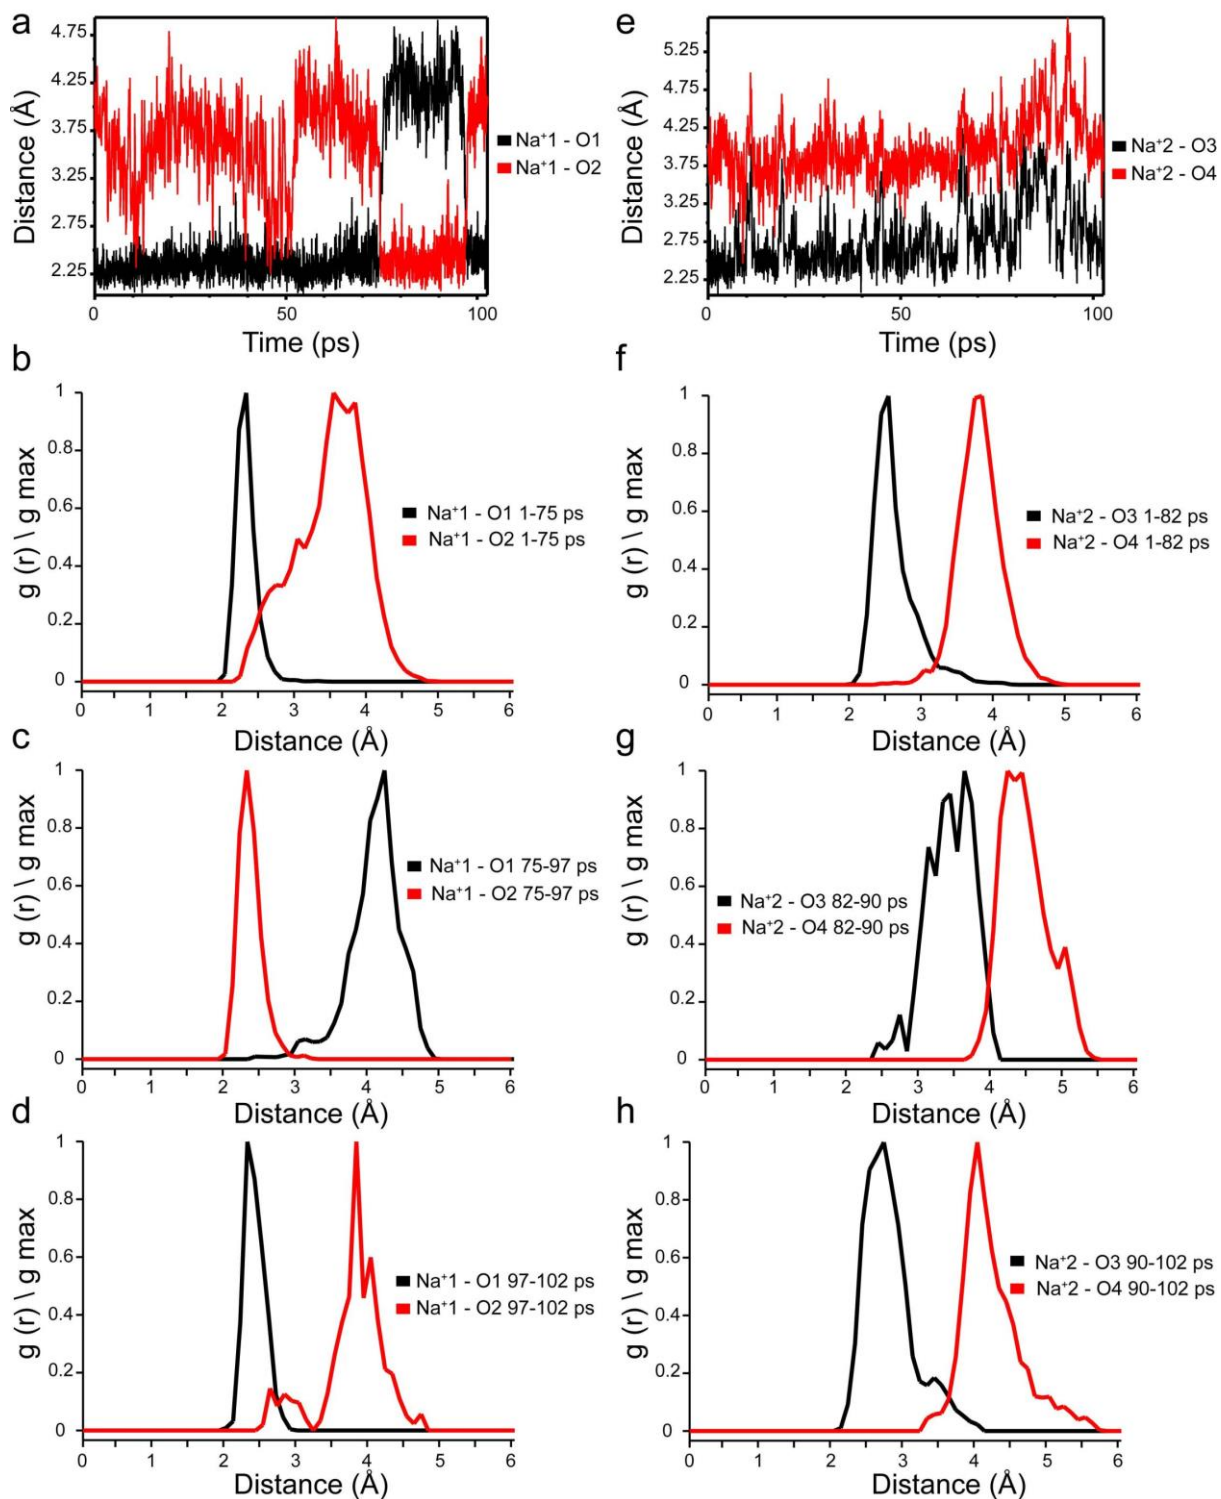 a
4.75
4.25
3.75
3.25
2.75
2.25
Distance (Å)
0
50
100
Time (ps)
Na⁺1 - O1
Na⁺1 - O2
e
5.25
4.75
4.25
3.75
3.25
2.75
2.25
Distance (Å)
0
50
100
Time (ps)
Na⁺2 - O3
Na⁺2 - O4
b
1
0.8
0.6
0.4
0.2
0
g (r) \ g max
0 1 2 3 4 5 6
Distance (Å)
Na⁺1 - O1 1-75 ps
Na⁺1 - O2 1-75 ps
f
1
0.8
0.6
0.4
0.2
0
g (r) \ g max
0 1 2 3 4 5 6
Distance (Å)
Na⁺2 - O3 1-82 ps
Na⁺2 - O4 1-82 ps
c
1
0.8
0.6
0.4
0.2
0
g (r) \ g max
0 1 2 3 4 5 6
Distance (Å)
Na⁺1 - O1 75-97 ps
Na⁺1 - O2 75-97 ps
g
1
0.8
0.6
0.4
0.2
0
g (r) \ g max
0 1 2 3 4 5 6
Distance (Å)
Na⁺2 - O3 82-90 ps
Na⁺2 - O4 82-90 ps
d
1
0.8
0.6
0.4
0.2
0
g (r) \ g max
0 1 2 3 4 5 6
Distance (Å)
Na⁺1 - O1 97-102 ps
Na⁺1 - O2 97-102 ps
h
1
0.8
0.6
0.4
0.2
0
g (r) \ g max
0 1 2 3 4 5 6
Distance (Å)
Na⁺2 - O3 90-102 ps
Na⁺2 - O4 90-102 ps